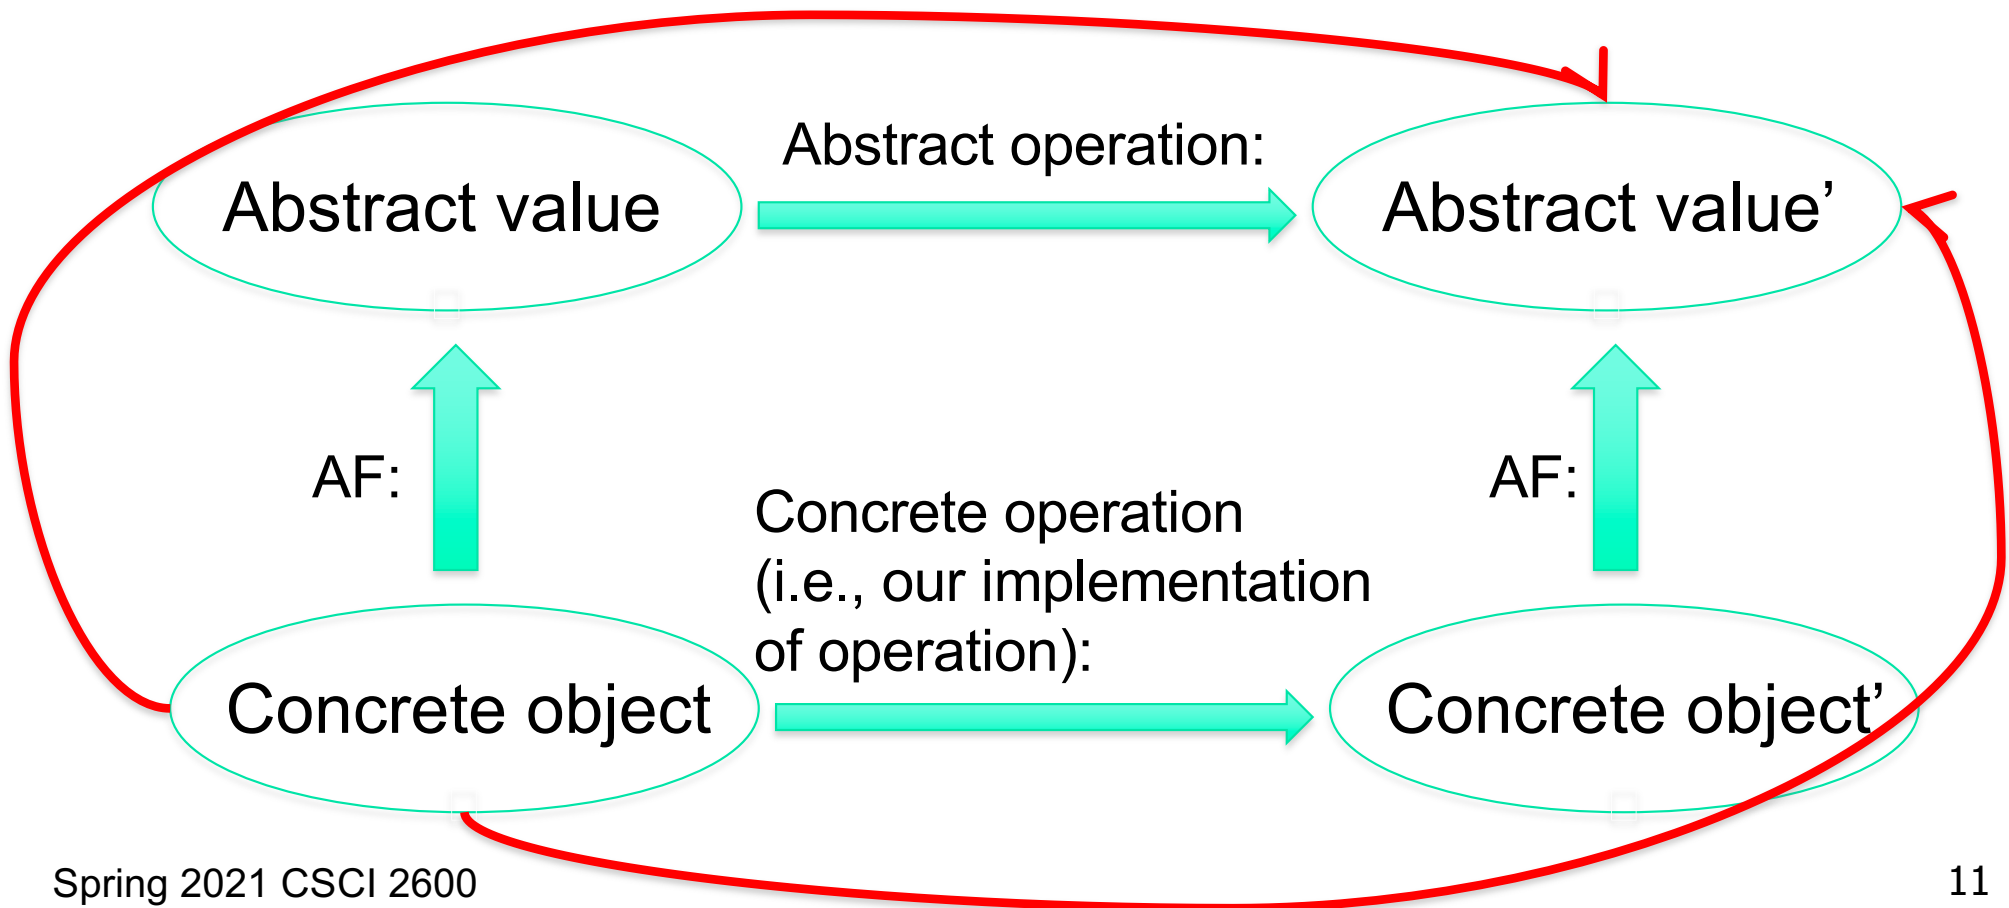 Abstract operation:
Abstract value
Abstract value’
AF:
AF:
Concrete operation
(i.e., our implementation
of operation):
Concrete object
Concrete object’
Spring 2021 CSCI 2600
11